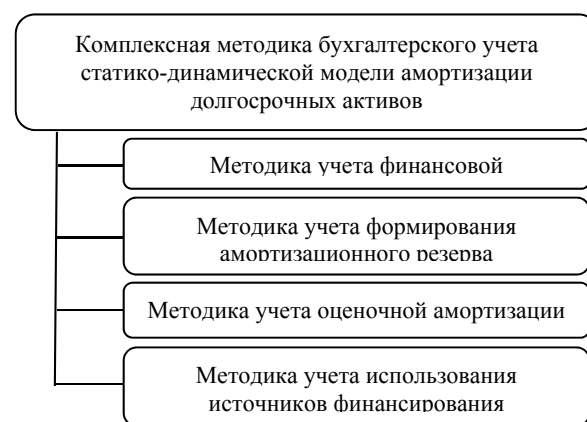 Комплексная методика бухгалтерского учета
статико-динамической модели амортизации
долгосрочных активов
Методика учета финансовой
Методика учета формирования
амортизационного резерва
Методика учета оценочной амортизации
Методика учета использования
источников финансирования